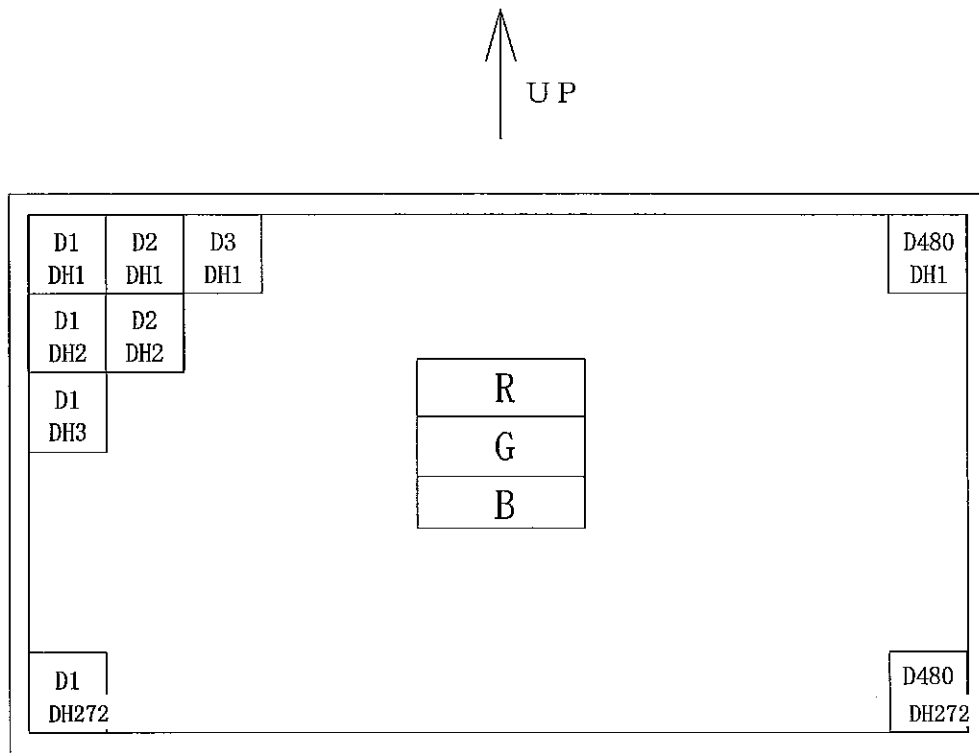 UP
D1 D2 D3 D480
DH1 DH1 DH1 DH1
D1 D2
DH2 DH2
D1
DH3
R
G
B
D1 D480
DH272 DH272